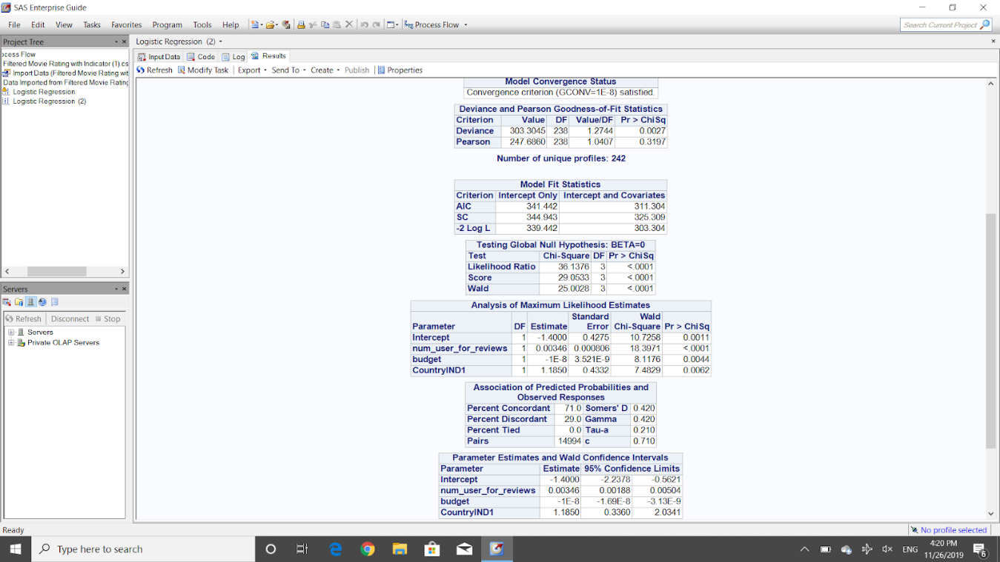 SAS Enterprise Guide
File Edit View Tasks Favorites Program Tools Help Process Flow Search Current Project
Project Tree
ocess Flow
Filtered Movie Rating with Indicator (1).cs
Import Data (Filtered Movie Rating wit
Data Imported from Filtered Movie Rating
Logistic Regression
Logistic Regression (2)
Servers
Refresh Disconnect Stop
Servers
Private OLAP Servers
Logistic Regression (2)
Input Data Code Log Results
Refresh Modify Task Export Send To Create Publish Properties
Model Convergence Status
Convergence criterion (GCONV=1E-8) satisfied.
Deviance and Pearson Goodness-of-Fit Statistics
Criterion Value DF Value/DF Pr > ChiSq
Deviance 303.3045 238 1.2744 0.0027
Pearson 247.6860 238 1.0407 0.3197
Number of unique profiles: 242
Model Fit Statistics
Criterion Intercept Only Intercept and Covariates
AIC 341.442 311.304
SC 344.943 325.309
-2 Log L 339.442 303.304
Testing Global Null Hypothesis: BETA=0
Test Chi-Square DF Pr > ChiSq
Likelihood Ratio 36.1376 3 <.0001
Score 29.0533 3 <.0001
Wald 25.0028 3 <.0001
Analysis of Maximum Likelihood Estimates
Standard Wald
Parameter DF Estimate Error Chi-Square Pr > ChiSq
Intercept 1 -1.4000 0.4275 10.7258 0.0011
num_user_for_reviews 1 0.00346 0.000806 18.3971 <.0001
budget 1 -1E-8 3.521E-9 8.1176 0.0044
CountryIND1 1 1.1850 0.4332 7.4829 0.0062
Association of Predicted Probabilities and
Observed Responses
Percent Concordant 71.0 Somers' D 0.420
Percent Discordant 29.0 Gamma 0.420
Percent Tied 0.0 Tau-a 0.210
Pairs 14994 c 0.710
Parameter Estimates and Wald Confidence Intervals
Parameter Estimate 95% Confidence Limits
Intercept -1.4000 -2.2378 -0.5621
num_user_for_reviews 0.00346 0.00188 0.00504
budget -1E-8 -1.69E-8 -3.13E-9
CountryIND1 1.1850 0.3360 2.0341
Ready
No profile selected
Type here to search
ENG
4:20 PM
11/26/2019
6